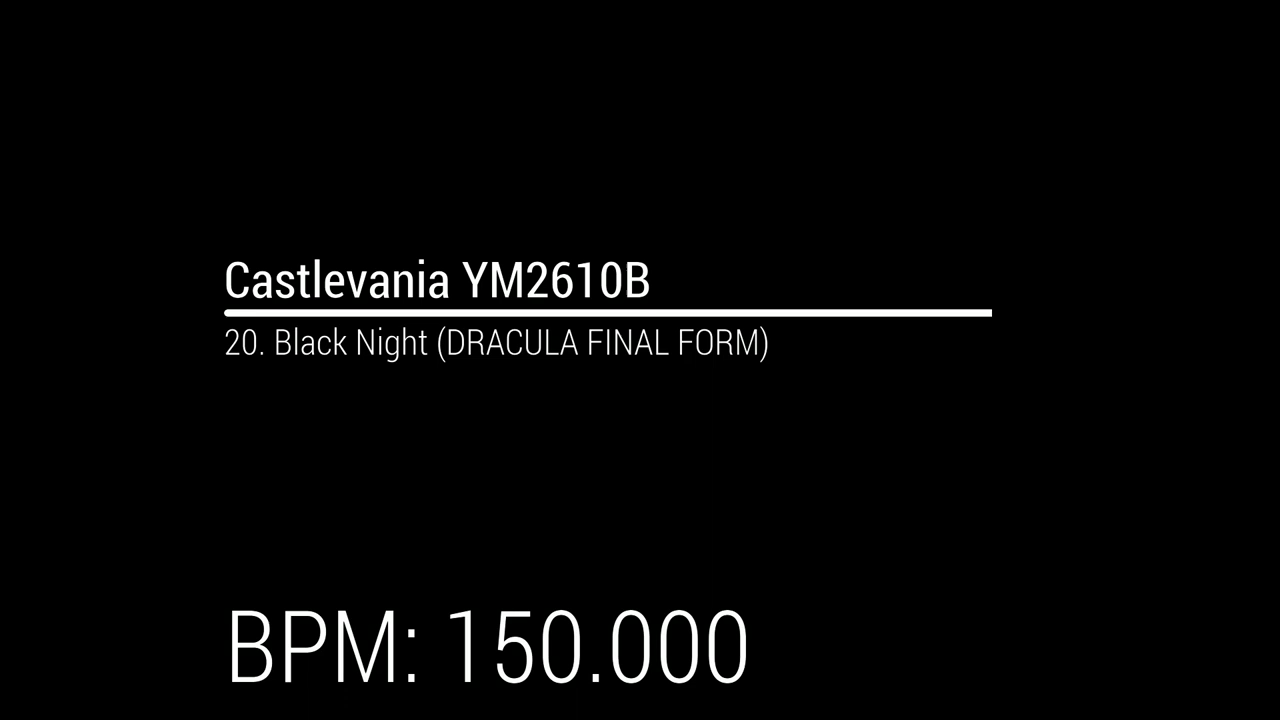 Castlevania YM2610B
20. Black Night (DRACULA FINAL FORM)
BPM: 150.000